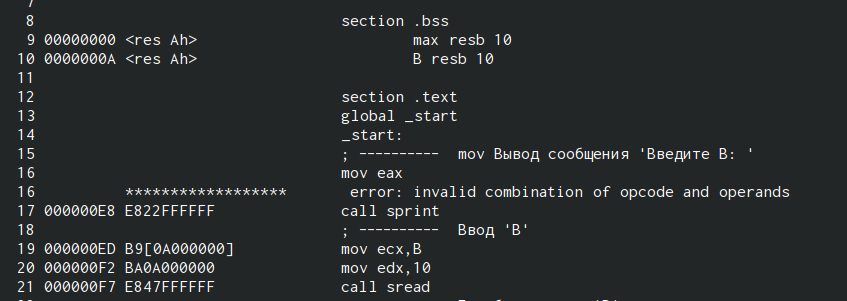 8 section .bss
9 00000000 <res Ah> max resb 10
10 0000000A <res Ah> B resb 10
11
12 section .text
13 global _start
14 _start:
15 ; ---------- mov Вывод сообщения 'Введите B: '
16 mov eax
16 ****************** error: invalid combination of opcode and operands
17 000000E8 E822FFFFFF call sprint
18 ; ---------- Ввод 'B'
19 000000ED B9[0A000000] mov ecx,B
20 000000F2 BA0A000000 mov edx,10
21 000000F7 E847FFFFFF call sread